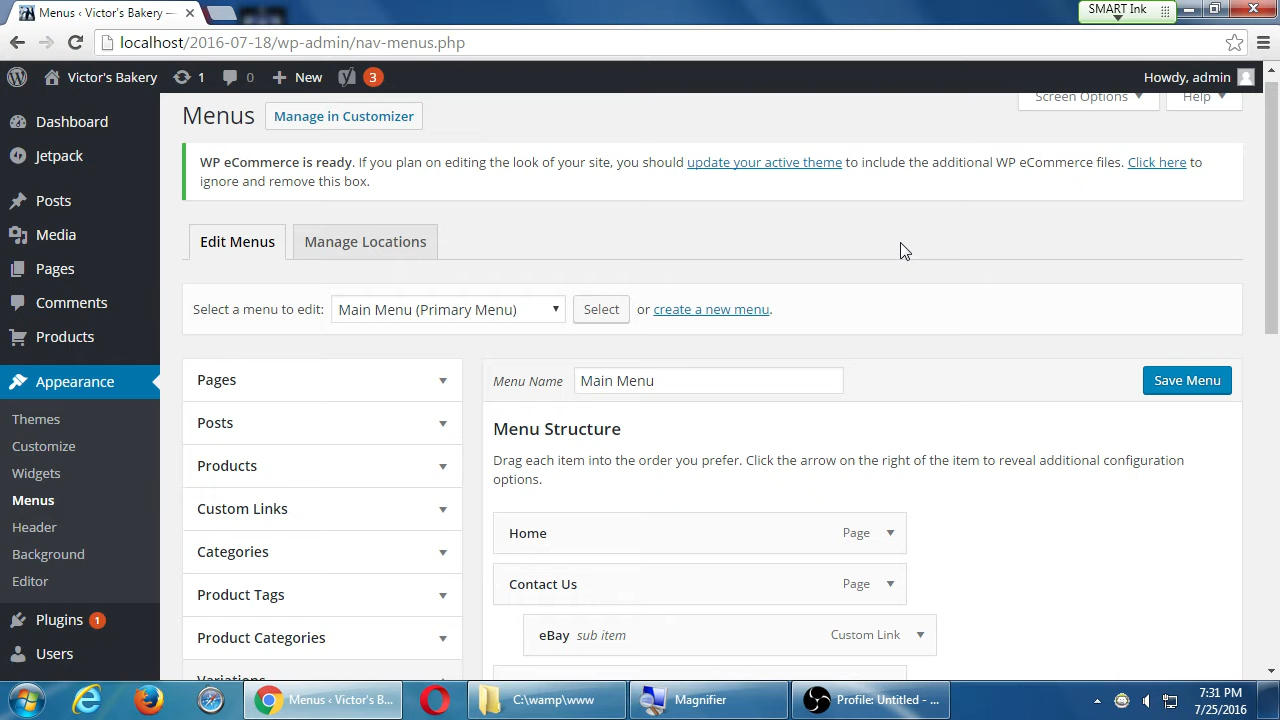 Menus ‹ Victor's Bakery —
SMART Ink
localhost/2016-07-18/wp-admin/nav-menus.php
Victor's Bakery
1
0
New
3
Howdy, admin
Dashboard
Jetpack
Posts
Media
Pages
Comments
Products
Appearance
Themes
Customize
Widgets
Menus
Header
Background
Editor
Plugins 1
Users
Menus
Manage in Customizer
Screen Options
Help
WP eCommerce is ready. If you plan on editing the look of your site, you should update your active theme to include the additional WP eCommerce files. Click here to
ignore and remove this box.
Edit Menus
Manage Locations
Select a menu to edit: Main Menu (Primary Menu) Select or create a new menu.
Pages
Posts
Products
Custom Links
Categories
Product Tags
Product Categories
Variations
Menu Name Main Menu
Save Menu
Menu Structure
Drag each item into the order you prefer. Click the arrow on the right of the item to reveal additional configuration
options.
Home Page
Contact Us Page
eBay sub item Custom Link
Menus ‹ Victor's B...
C:\wamp\www
Magnifier
Profile: Untitled - ...
7:31 PM
7/25/2016